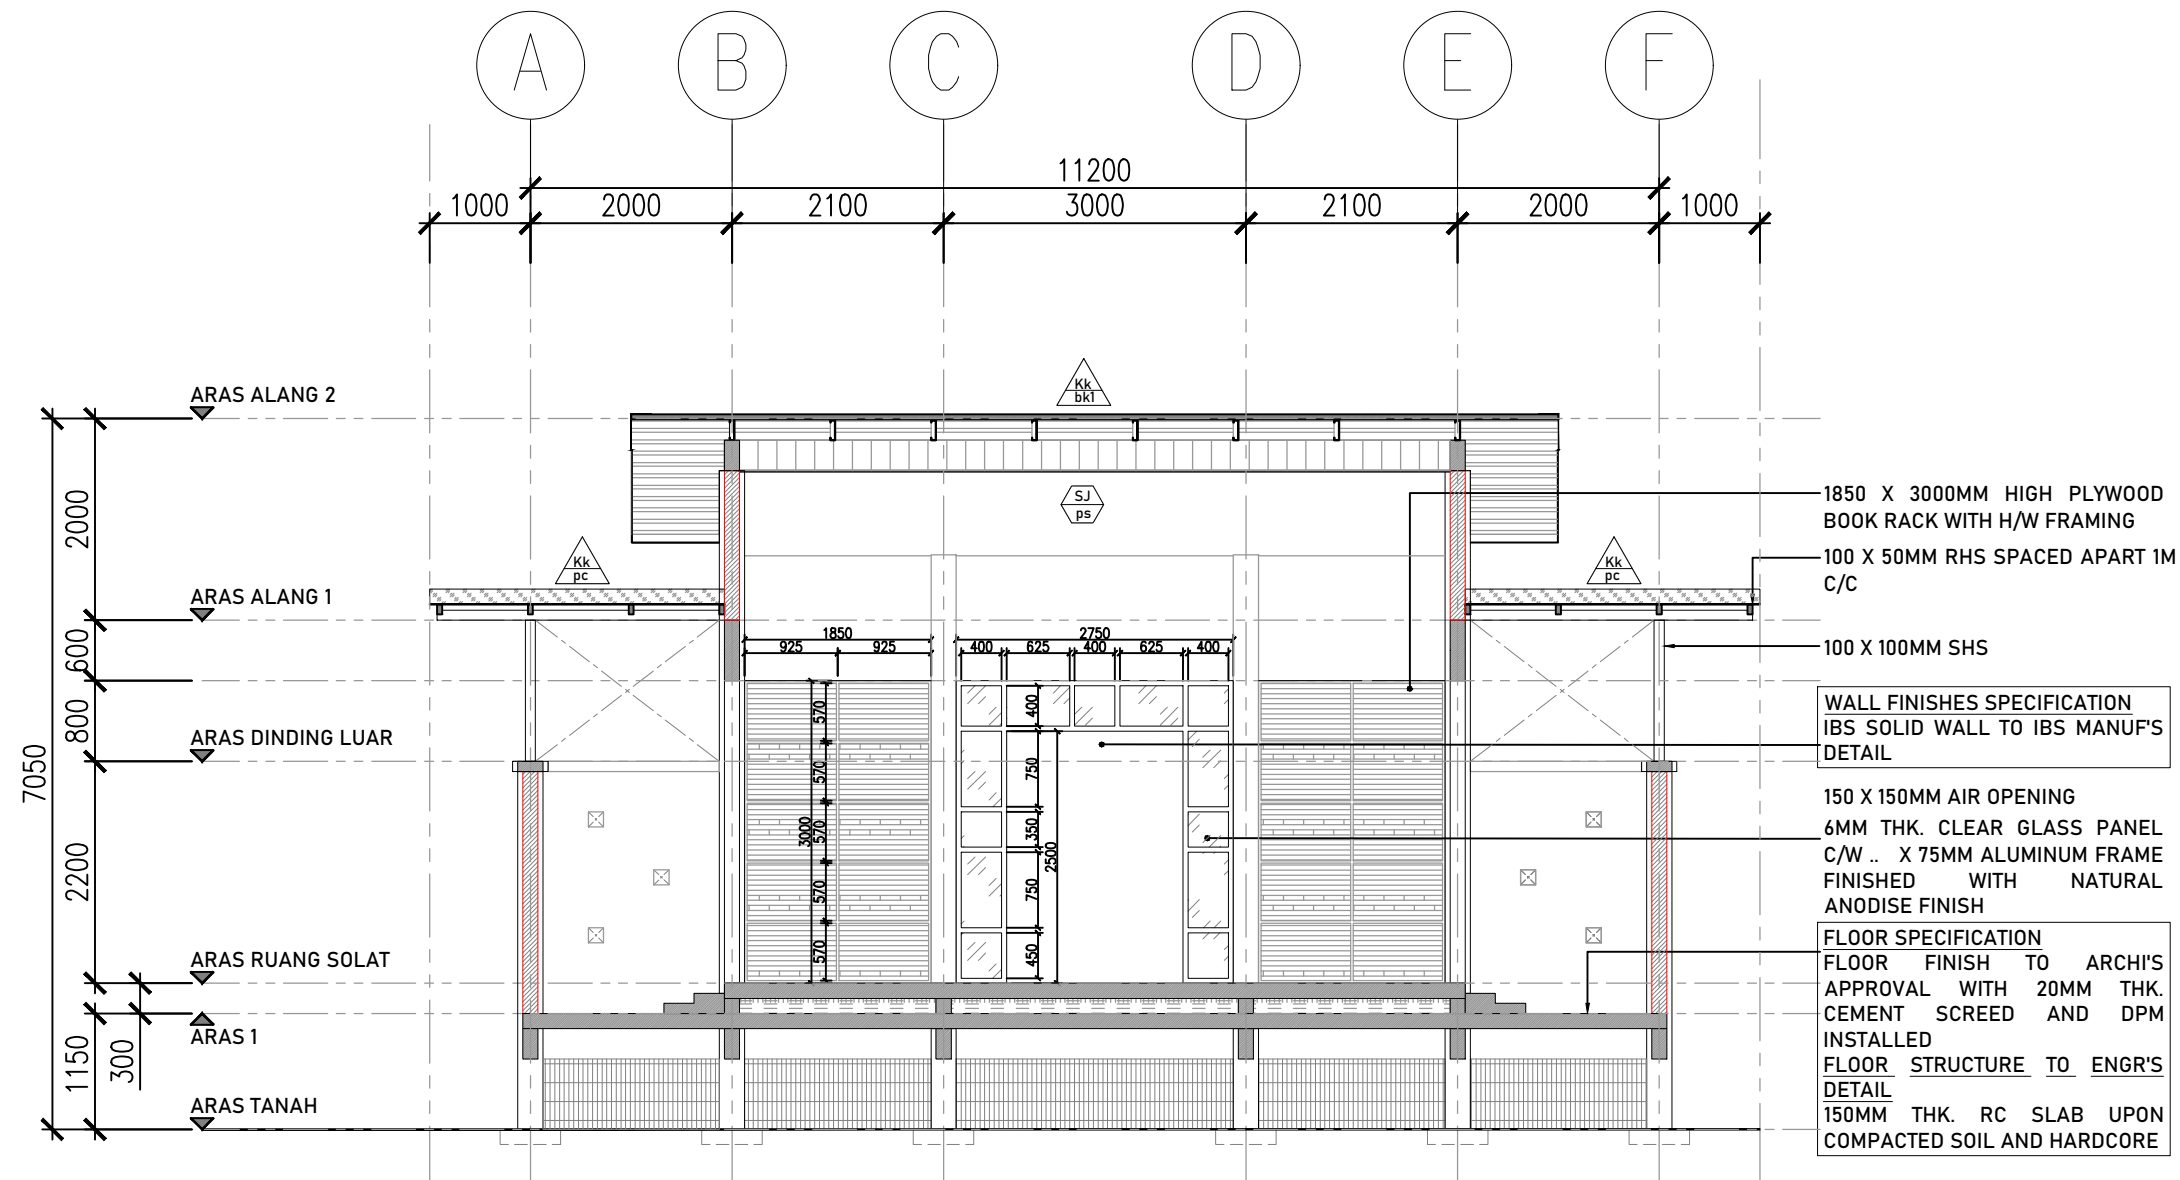 A B C D E F
11200
1000 2000 2100 3000 2100 2000 1000
Kk
bk1
ARAS ALANG 2
SJ
ps
1850 X 3000MM HIGH PLYWOOD
BOOK RACK WITH H/W FRAMING
2000
Kk
pc
Kk
pc
100 X 50MM RHS SPACED APART 1M
C/C
ARAS ALANG 1
600
1850
925 925
2750
400 625 400 625 400
100 X 100MM SHS
800
WALL FINISHES SPECIFICATION
IBS SOLID WALL TO IBS MANUF'S
DETAIL
ARAS DINDING LUAR
7050
2200
3000
570
570
570
570
570
400
750
350
750
450
2500
150 X 150MM AIR OPENING
6MM THK. CLEAR GLASS PANEL
C/W .. X 75MM ALUMINUM FRAME
FINISHED WITH NATURAL
ANODISE FINISH
ARAS RUANG SOLAT
FLOOR SPECIFICATION
FLOOR FINISH TO ARCHI'S
APPROVAL WITH 20MM THK.
CEMENT SCREED AND DPM
INSTALLED
FLOOR STRUCTURE TO ENGR'S
DETAIL
150MM THK. RC SLAB UPON
COMPACTED SOIL AND HARDCORE
ARAS 1
1150
300
ARAS TANAH